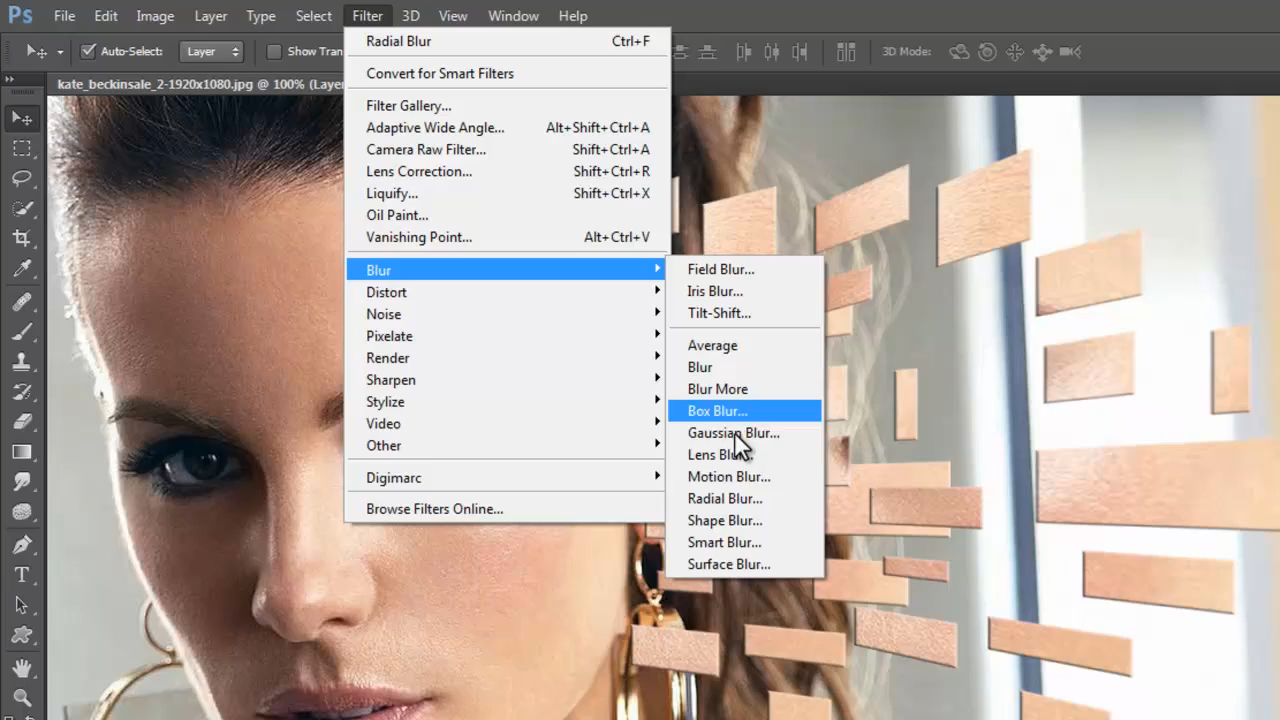 Ps File Edit Image Layer Type Select Filter 3D View Window Help
Auto-Select: Layer Show 3D Mode:
kate_beckinsale_2-1920x1080.jpg @ 100%
Radial Blur Ctrl+F
Convert for Smart Filters
Filter Gallery...
Adaptive Wide Angle... Alt+Shift+Ctrl+A
Camera Raw Filter... Shift+Ctrl+A
Lens Correction... Shift+Ctrl+R
Liquify... Shift+Ctrl+X
Oil Paint...
Vanishing Point... Alt+Ctrl+V
Blur
Distort
Noise
Pixelate
Render
Sharpen
Stylize
Video
Other
Digimarc
Browse Filters Online...
Field Blur...
Iris Blur...
Tilt-Shift...
Average
Blur
Blur More
Box Blur...
Gaussian Blur...
Lens Blur...
Motion Blur...
Radial Blur...
Shape Blur...
Smart Blur...
Surface Blur...